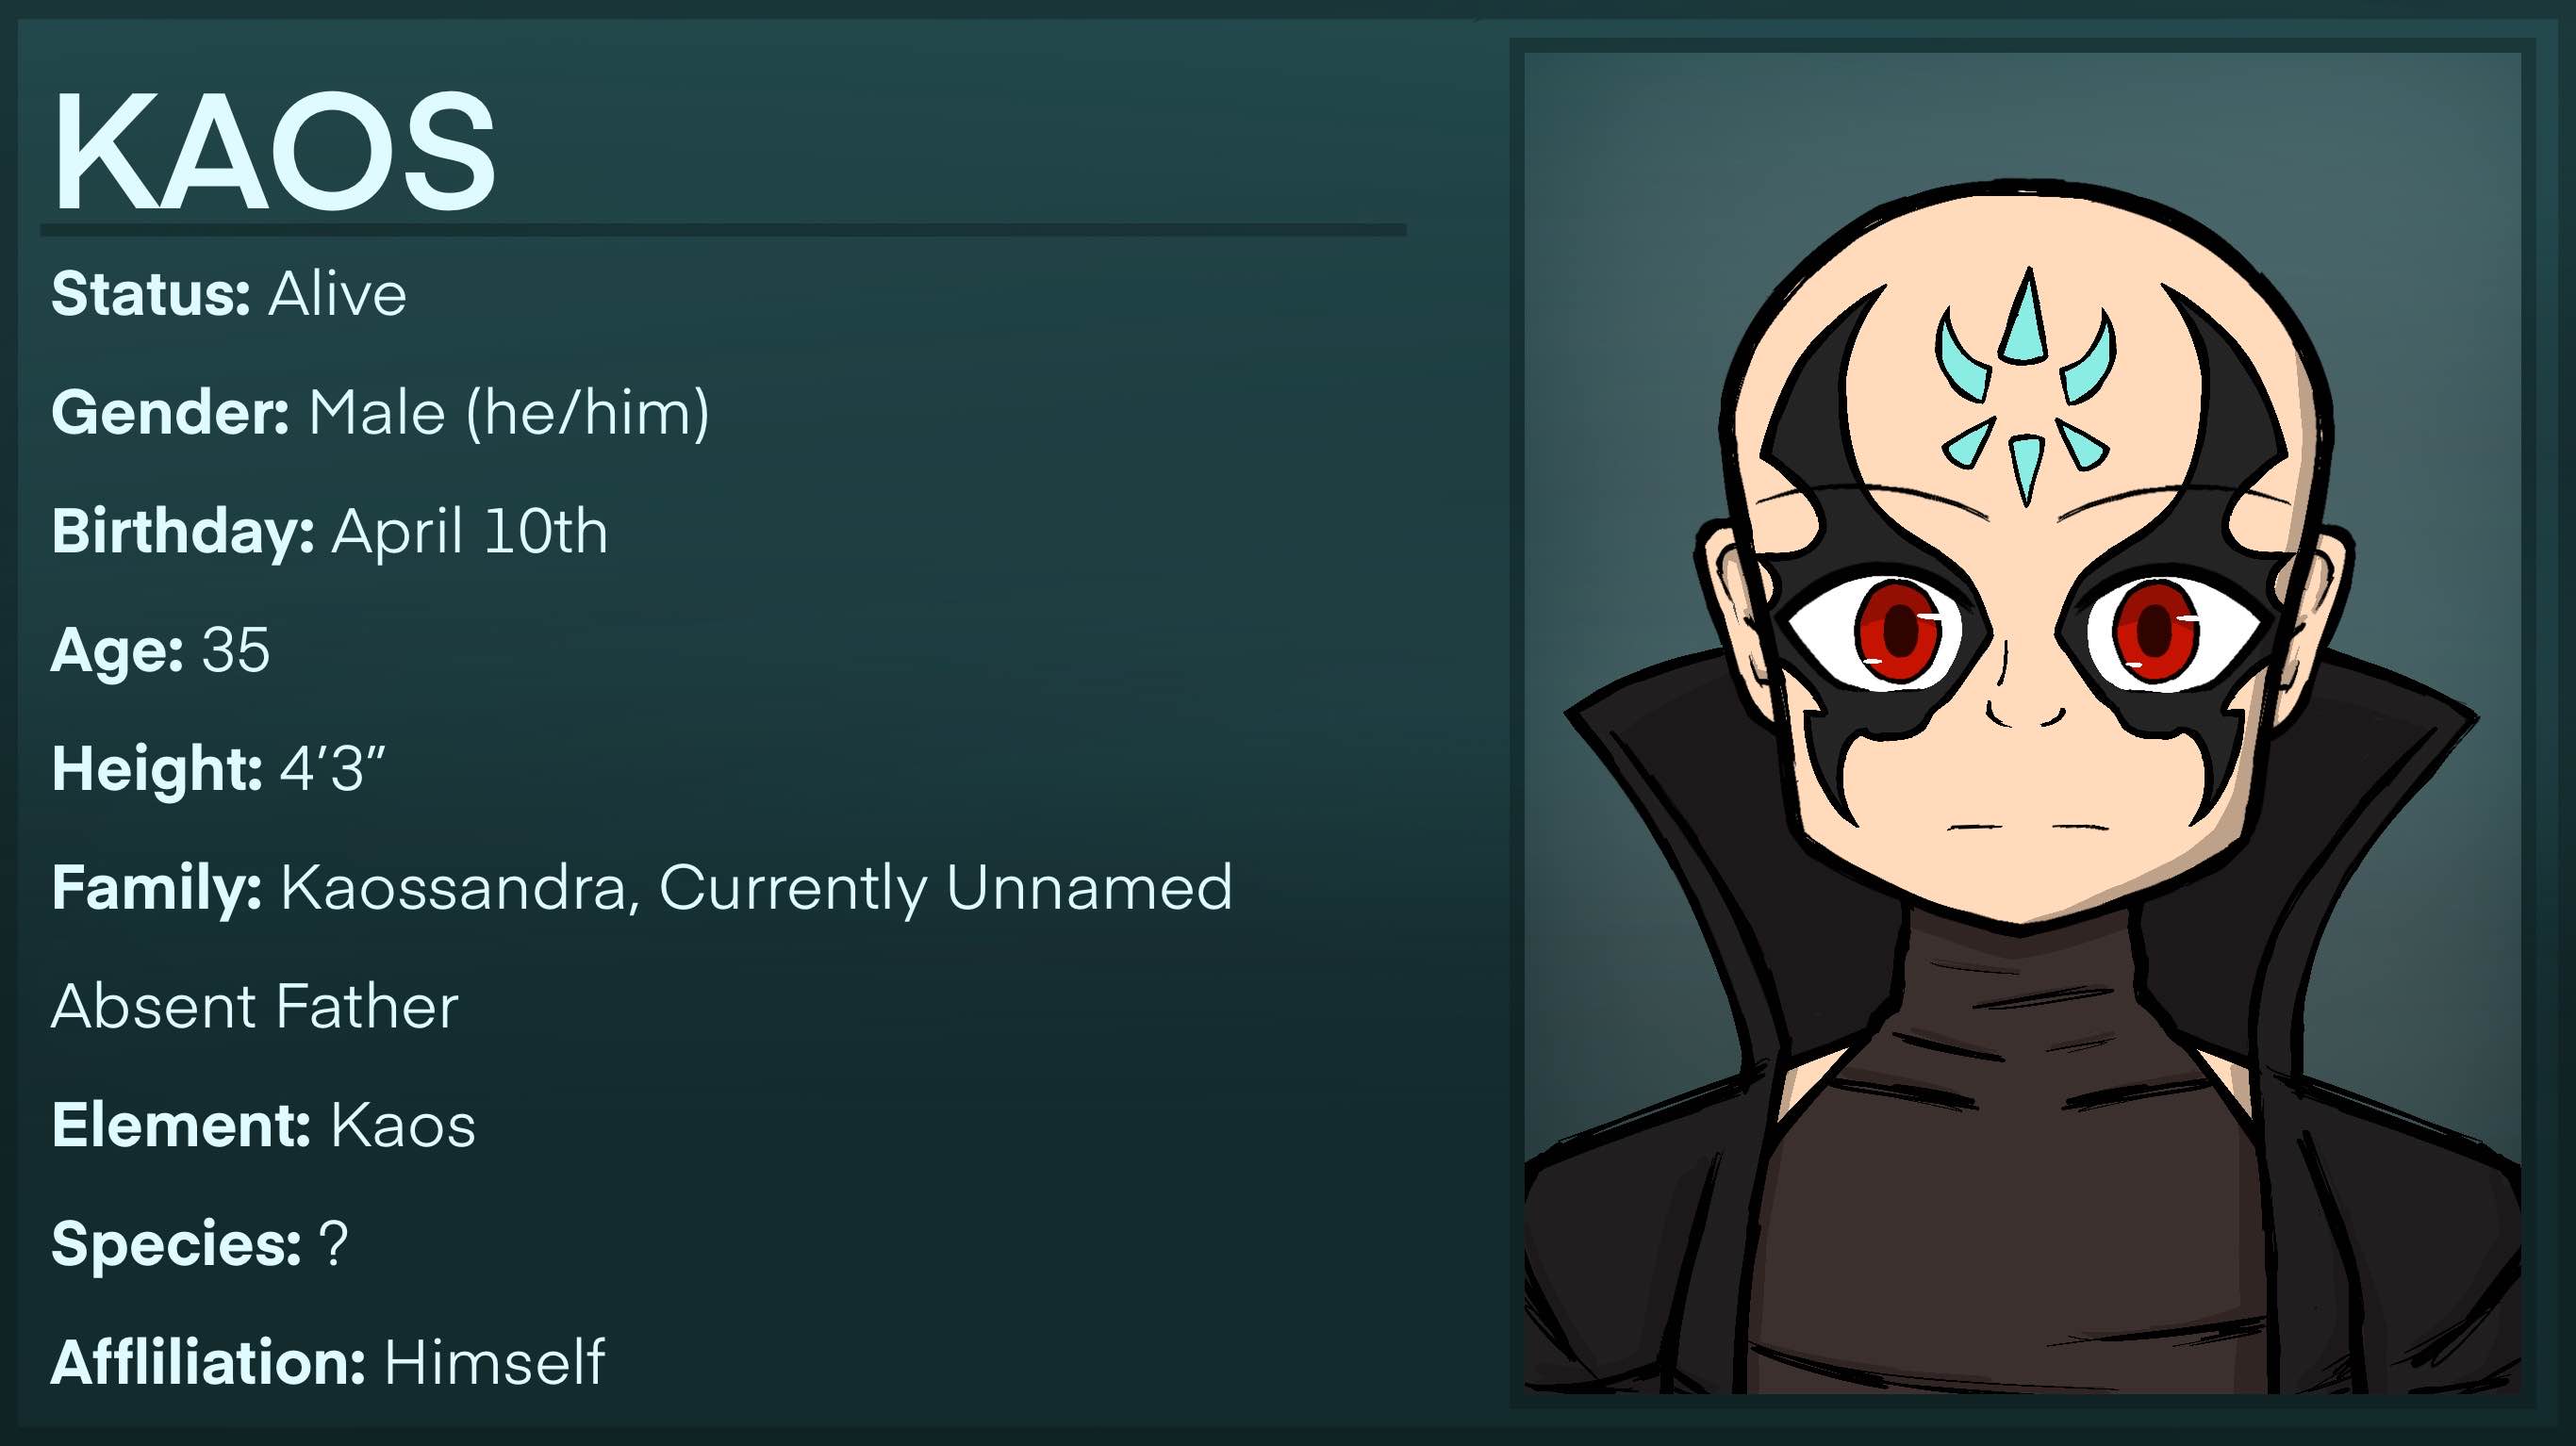 KAOS
Status: Alive
Gender: Male (he/him)
Birthday: April 10th
Age: 35
Height: 4’3”
Family: Kaossandra, Currently Unnamed
Absent Father
Element: Kaos
Species: ?
Affliliation: Himself